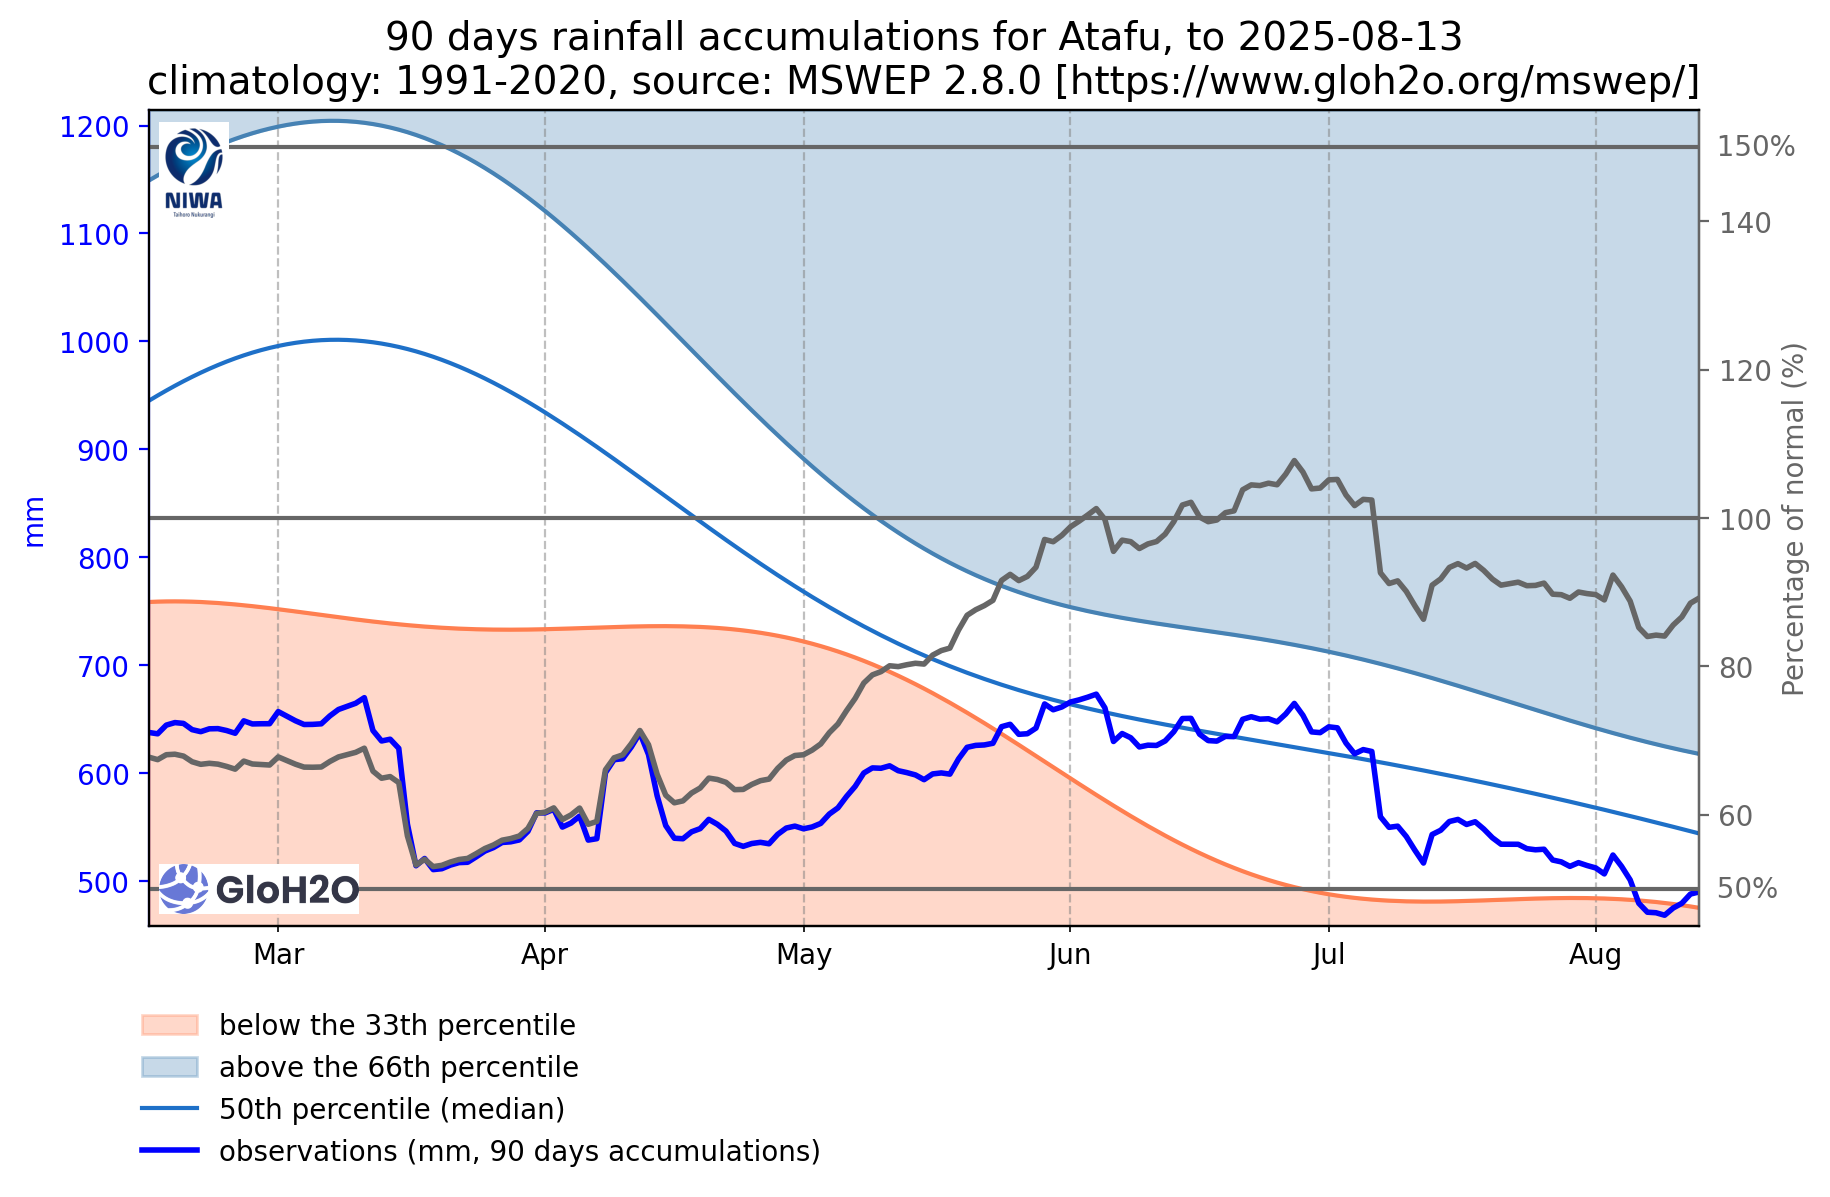 90 days rainfall accumulations for Atafu, to 2025-08-13
climatology: 1991-2020, source: MSWEP 2.8.0 [https://www.gloh2o.org/mswep/]
1200
1100
1000
900
800
700
600
500
mm
NIWA
Taihoro Nukurangi
GloH2O
150%
140
120
100
80
60
50%
Percentage of normal (%)
Mar
Apr
May
Jun
Jul
Aug
below the 33th percentile
above the 66th percentile
50th percentile (median)
observations (mm, 90 days accumulations)